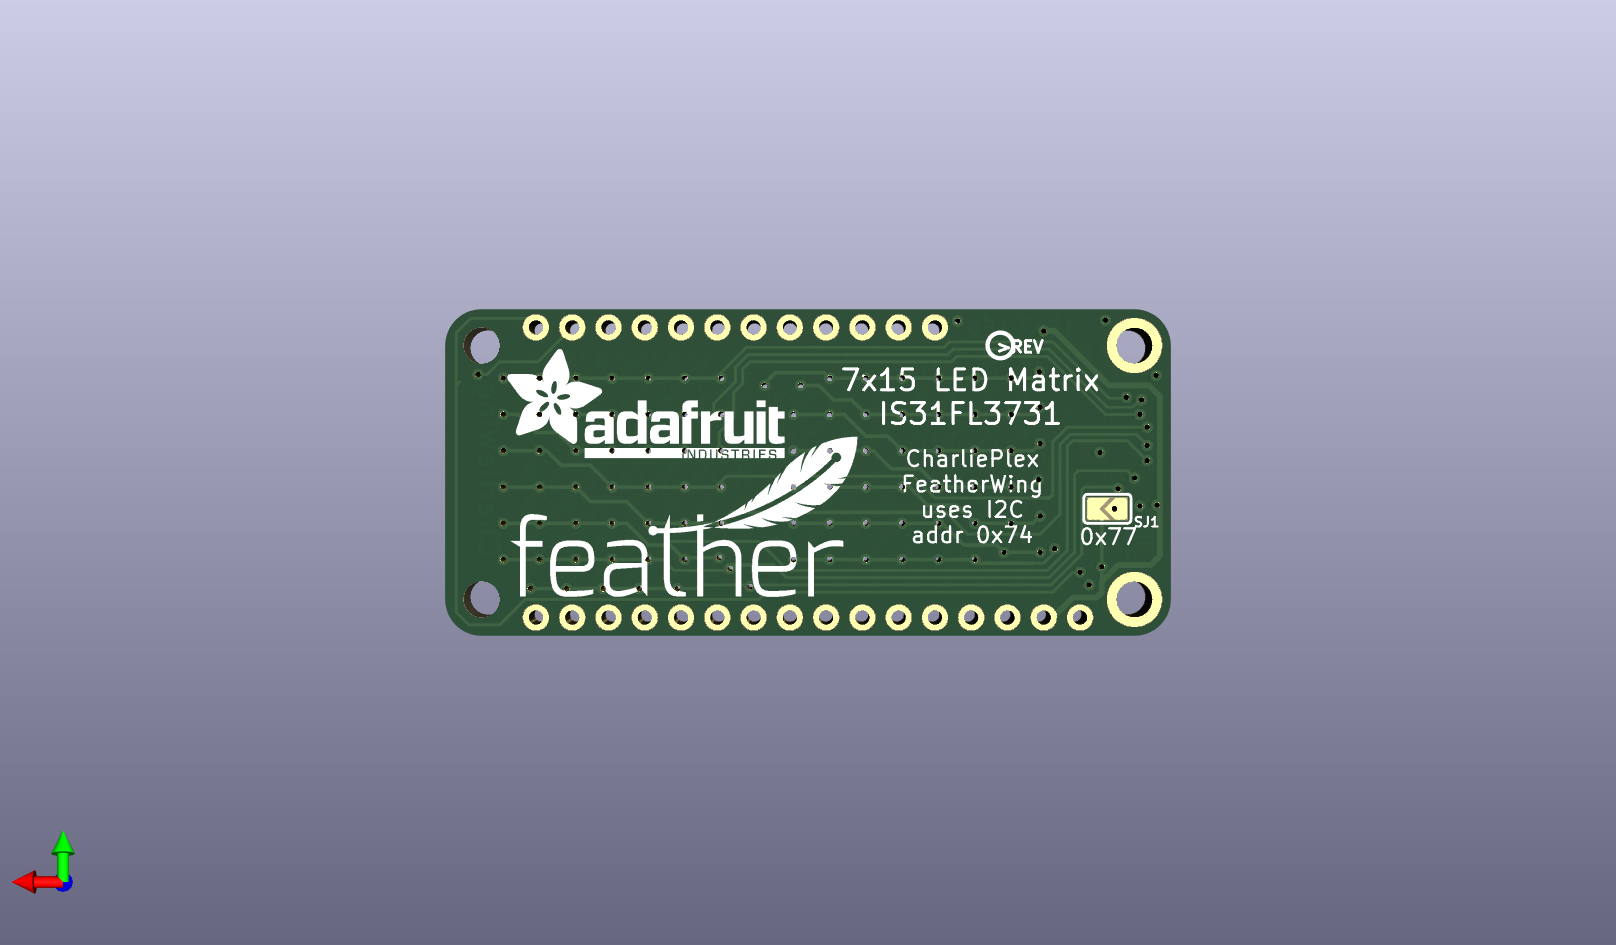 >REV
7x15 LED Matrix
IS31FL3731
adafruit
INDUSTRIES
CharliePlex
FeatherWing
uses I2C
addr 0x74
SJ1
0x77
feather